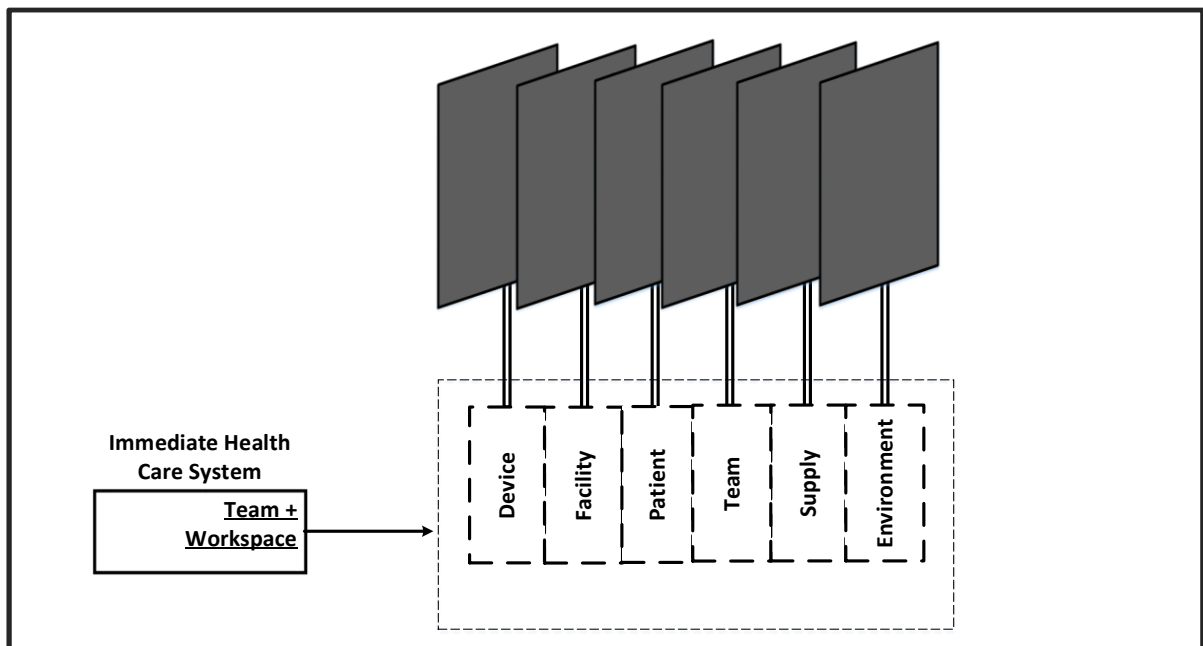 Immediate Health
Care System
Team +
Workspace
Device
Facility
Patient
Team
Supply
Environment